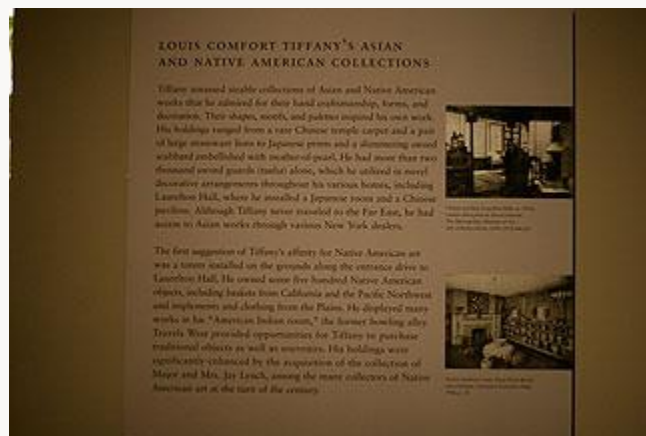 LOUIS COMFORT TIFFANY'S ASIAN
AND NATIVE AMERICAN COLLECTIONS
Tiffany amassed sizable collections of Asian and Native American
works that he admired for their hand craftsmanship, forms, and
decoration. Their shapes, motifs, and palettes inspired his own work.
His holdings ranged from a rare Chinese temple carpet and a pair
of large stoneware lions to Japanese prints and a shimmering sword
scabbard embellished with mother-of-pearl. He had more than two
thousand sword guards (tsuba) alone, which he utilized in novel
decorative arrangements throughout his various homes, including
Laurelton Hall, where he installed a Japanese room and a Chinese
pavilion. Although Tiffany never traveled to the Far East, he had
access to Asian works through various New York dealers.
The first suggestion of Tiffany's affinity for Native American art
was a totem installed on the grounds along the entrance drive to
Laurelton Hall. He owned some five hundred Native American
objects, including baskets from California and the Pacific Northwest
and implements and clothing from the Plains. He displayed many
works in his "American Indian room," the former bowling alley.
Travels West provided opportunities for Tiffany to purchase
traditional objects as well as souvenirs. His holdings were
significantly enhanced by the acquisition of the collection of
Major and Mrs. Jay Lynch, among the many collectors of Native
American art at the turn of the century.